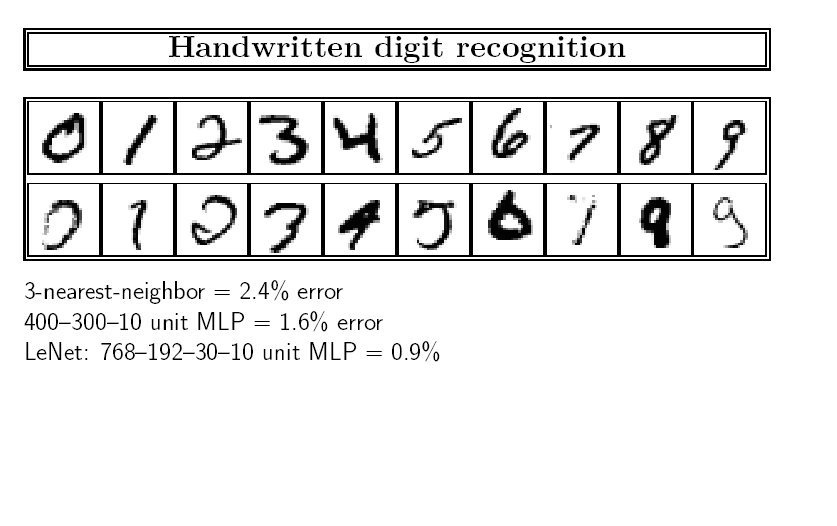 Handwritten digit recognition
0 1 2 3 4 5 6 7 8 9
0 1 2 3 4 5 6 7 8 9
3-nearest-neighbor = 2.4% error
400–300–10 unit MLP = 1.6% error
LeNet: 768–192–30–10 unit MLP = 0.9%